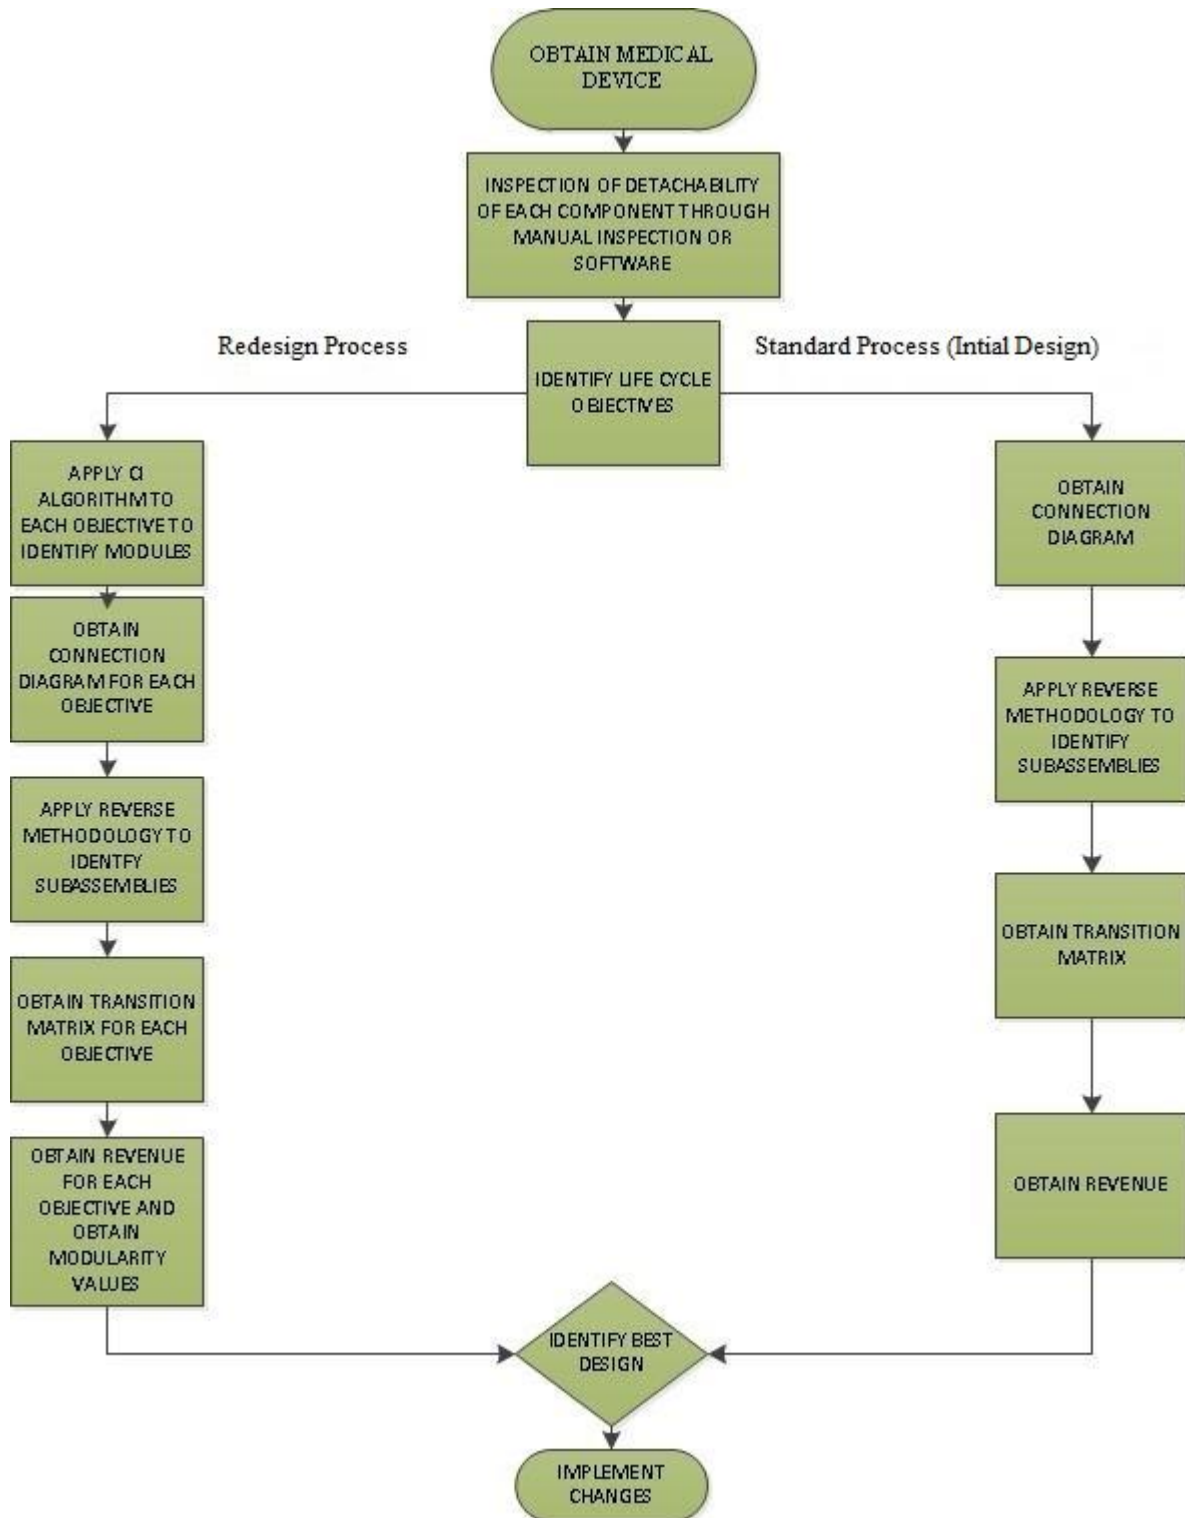 OBTAIN MEDICAL
DEVICE
INSPECTION OF DETACHABILITY
OF EACH COMPONENT THROUGH
MANUAL INSPECTION OR
SOFTWARE
Redesign Process
Standard Process (Intial Design)
IDENTIFY LIFE CYCLE
OBJECTIVES
APPLY CI
ALGORITHM TO
EACH OBJECTIVE TO
IDENTIFY MODULES
OBTAIN
CONNECTION
DIAGRAM FOR EACH
OBJECTIVE
APPLY REVERSE
METHODOLOGY TO
IDENTFY
SUBASSEMBLIES
OBTAIN TRANSITION
MATRIX FOR EACH
OBJECTIVE
OBTAIN REVENUE
FOR EACH
OBJECTIVE AND
OBTAIN
MODULARITY
VALUES
OBTAIN
CONNECTION
DIAGRAM
APPLY REVERSE
METHODOLOGY TO
IDENTIFY
SUBASSEMBLIES
OBTAIN TRANSITION
MATRIX
OBTAIN REVENUE
IDENTIFY BEST
DESIGN
IMPLEMENT
CHANGES